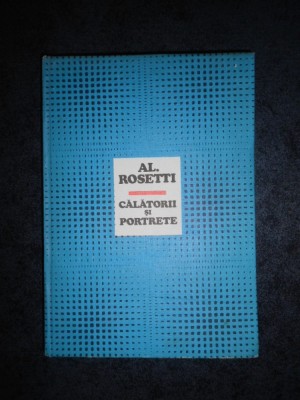 AL.
ROSETTI
CĂLĂTORII
ȘI
PORTRETE